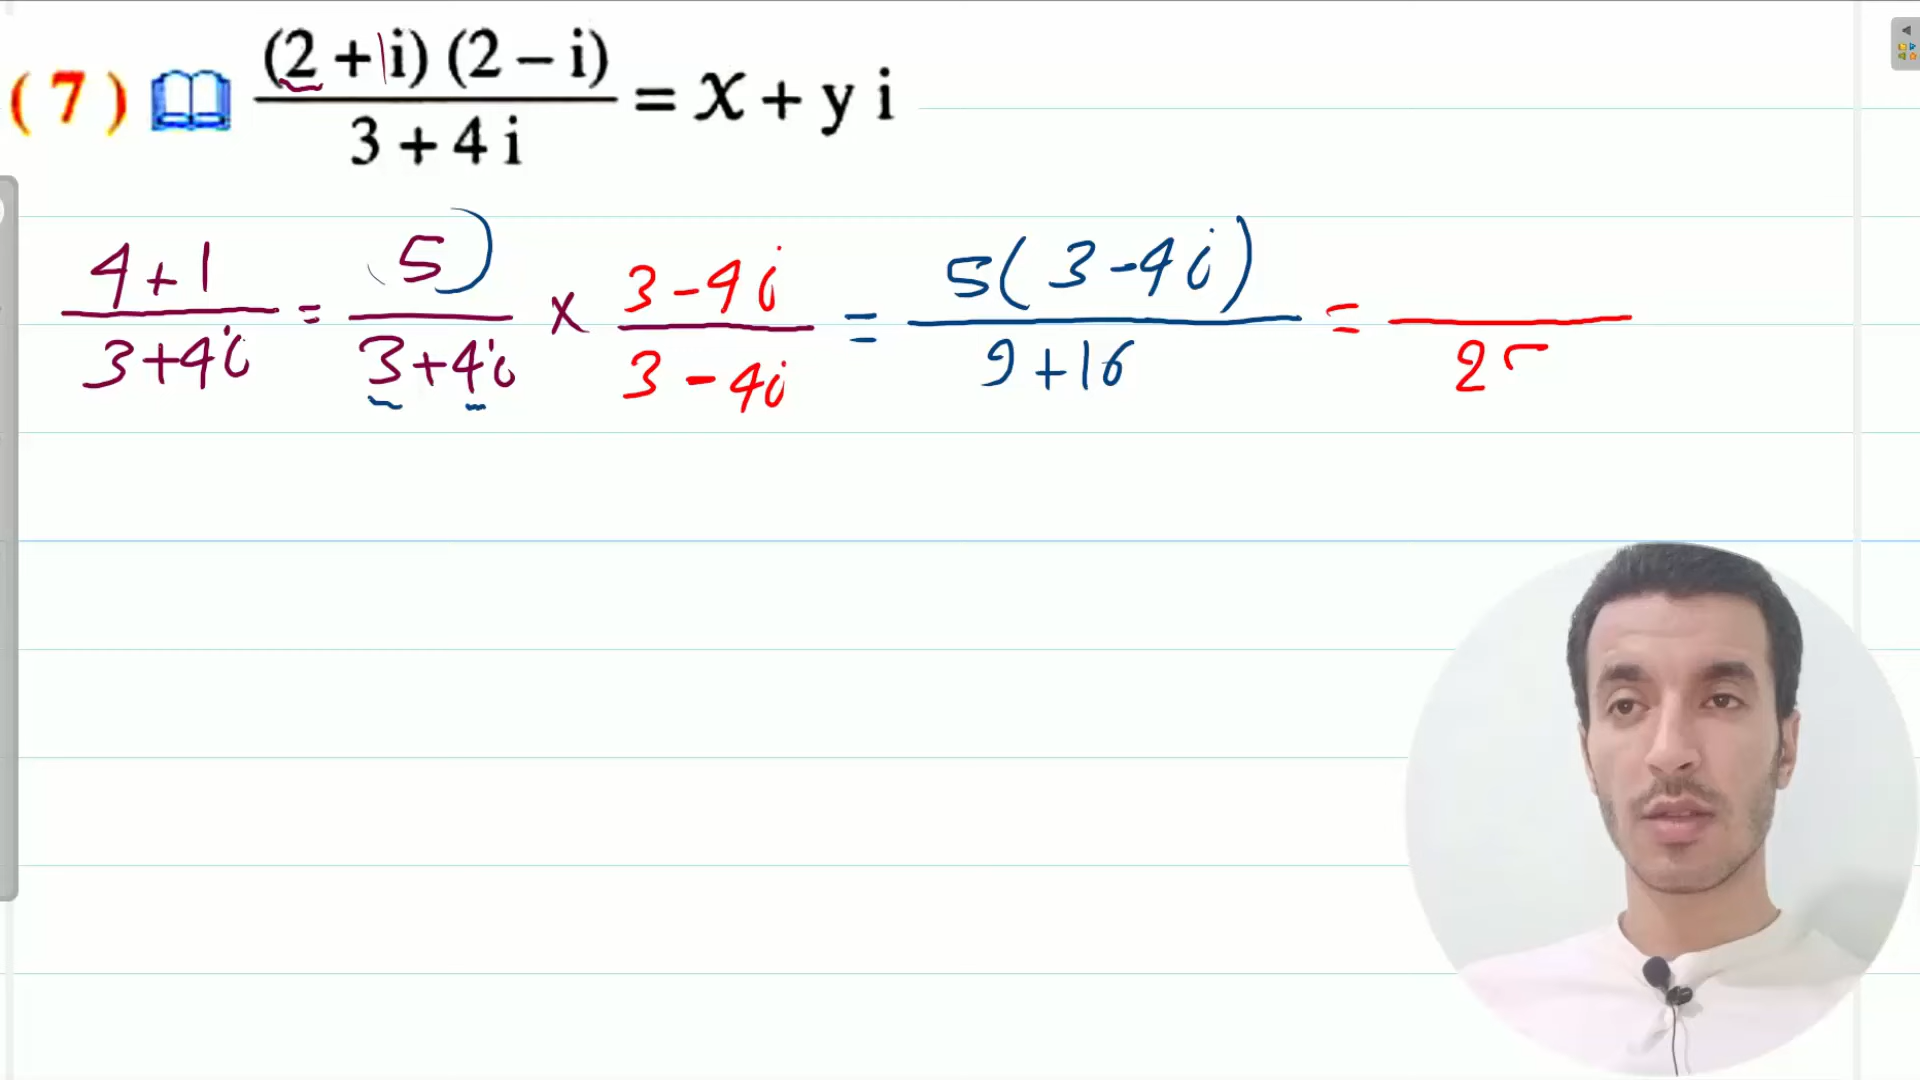 (7) (2 + i) (2 – i) / 3 + 4 i = x + y i
4+1 / 3+4i = (5) / 3+4i × 3-4i / 3-4i = 5(3-4i) / 9+16 = / 25